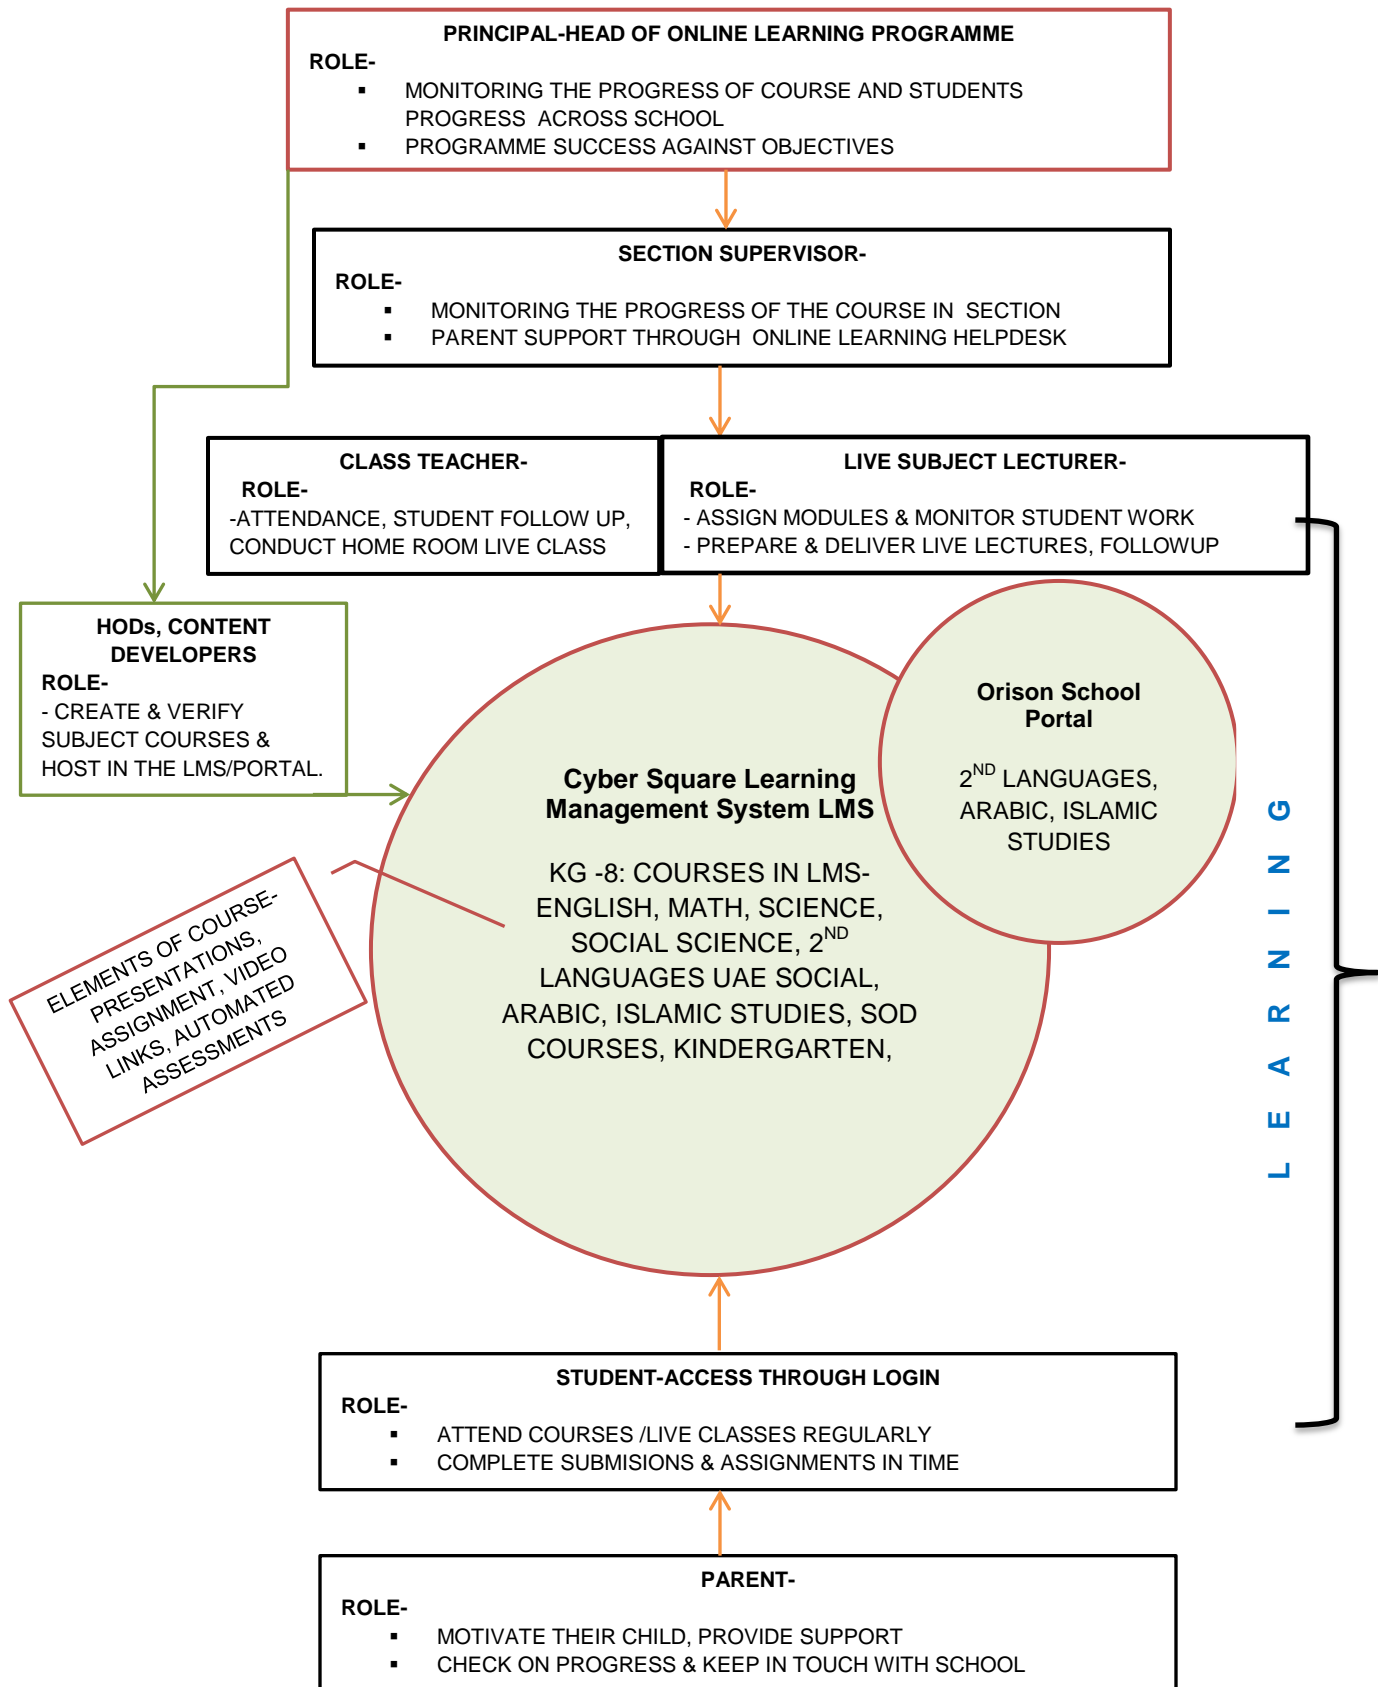 PRINCIPAL-HEAD OF ONLINE LEARNING PROGRAMME
ROLE-
▪ MONITORING THE PROGRESS OF COURSE AND STUDENTS
PROGRESS ACROSS SCHOOL
▪ PROGRAMME SUCCESS AGAINST OBJECTIVES
SECTION SUPERVISOR-
ROLE-
▪ MONITORING THE PROGRESS OF THE COURSE IN SECTION
▪ PARENT SUPPORT THROUGH ONLINE LEARNING HELPDESK
CLASS TEACHER-
ROLE-
-ATTENDANCE, STUDENT FOLLOW UP,
CONDUCT HOME ROOM LIVE CLASS
LIVE SUBJECT LECTURER-
ROLE-
- ASSIGN MODULES & MONITOR STUDENT WORK
- PREPARE & DELIVER LIVE LECTURES, FOLLOWUP
HODs, CONTENT
DEVELOPERS
ROLE-
- CREATE & VERIFY
SUBJECT COURSES &
HOST IN THE LMS/PORTAL.
Orison School
Portal
2ND LANGUAGES,
ARABIC, ISLAMIC
STUDIES
Cyber Square Learning
Management System LMS
KG -8: COURSES IN LMS-
ENGLISH, MATH, SCIENCE,
SOCIAL SCIENCE, 2ND
LANGUAGES UAE SOCIAL,
ARABIC, ISLAMIC STUDIES, SOD
COURSES, KINDERGARTEN,
ELEMENTS OF COURSE-
PRESENTATIONS,
ASSIGNMENT, VIDEO
LINKS, AUTOMATED
ASSESSMENTS
LEARNING
STUDENT-ACCESS THROUGH LOGIN
ROLE-
▪ ATTEND COURSES /LIVE CLASSES REGULARLY
▪ COMPLETE SUBMISIONS & ASSIGNMENTS IN TIME
PARENT-
ROLE-
▪ MOTIVATE THEIR CHILD, PROVIDE SUPPORT
▪ CHECK ON PROGRESS & KEEP IN TOUCH WITH SCHOOL